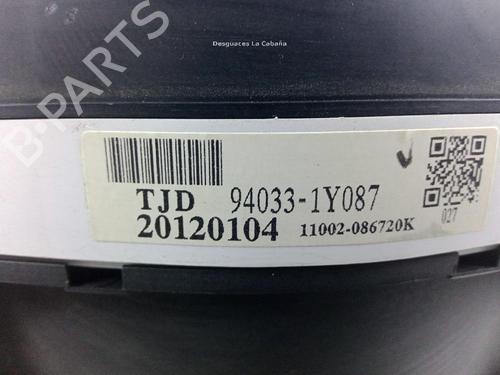 Desguaces La Cabaña
B-PARTS
TJD 94033-1Y087
20120104 11002-086720K
027